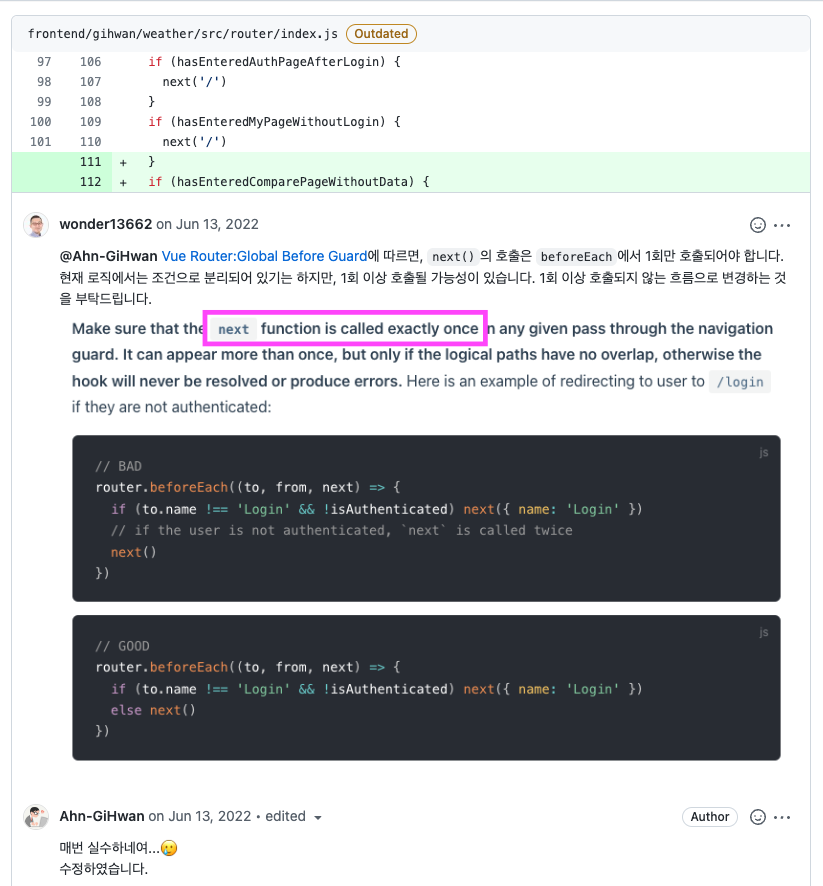 frontend/gihwan/weather/src/router/index.js Outdated
97 106 if (hasEnteredAuthPageAfterLogin) {
98 107 next('/')
99 108 }
100 109 if (hasEnteredMyPageWithoutLogin) {
101 110 next('/')
111 + }
112 + if (hasEnteredComparePageWithoutData) {
wonder13662 on Jun 13, 2022
@Ahn-GiHwan Vue Router:Global Before Guard에 따르면, next() 의 호출은 beforeEach 에서 1회만 호출되어야 합니다.
현재 로직에서는 조건으로 분리되어 있기는 하지만, 1회 이상 호출될 가능성이 있습니다. 1회 이상 호출되지 않는 흐름으로 변경하는 것
을 부탁드립니다.
Make sure that the next function is called exactly once in any given pass through the navigation
guard. It can appear more than once, but only if the logical paths have no overlap, otherwise the
hook will never be resolved or produce errors. Here is an example of redirecting to user to /login
if they are not authenticated:
js
// BAD
router.beforeEach((to, from, next) => {
if (to.name !== 'Login' && !isAuthenticated) next({ name: 'Login' })
// if the user is not authenticated, `next` is called twice
next()
})
js
// GOOD
router.beforeEach((to, from, next) => {
if (to.name !== 'Login' && !isAuthenticated) next({ name: 'Login' })
else next()
})
Ahn-GiHwan on Jun 13, 2022 • edited Author
매번 실수하네여...🥲
수정하였습니다.